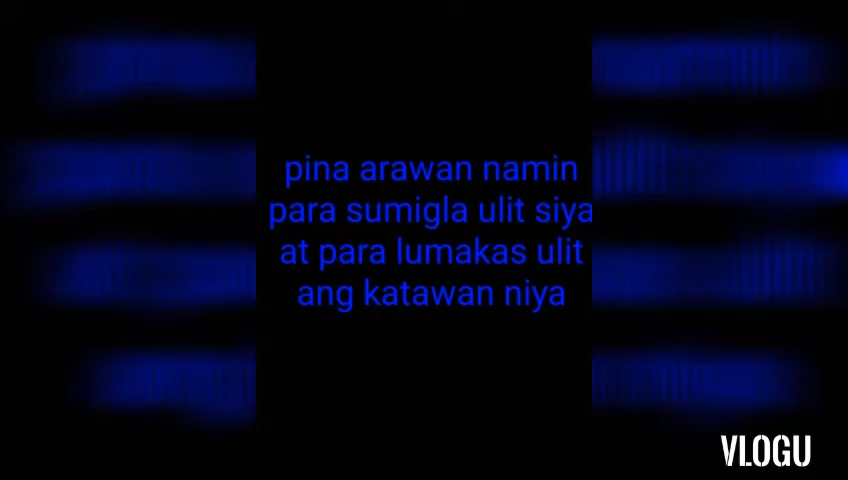 pina arawan namin
para sumigla ulit siya
at para lumakas ulit
ang katawan niya
VLOGU